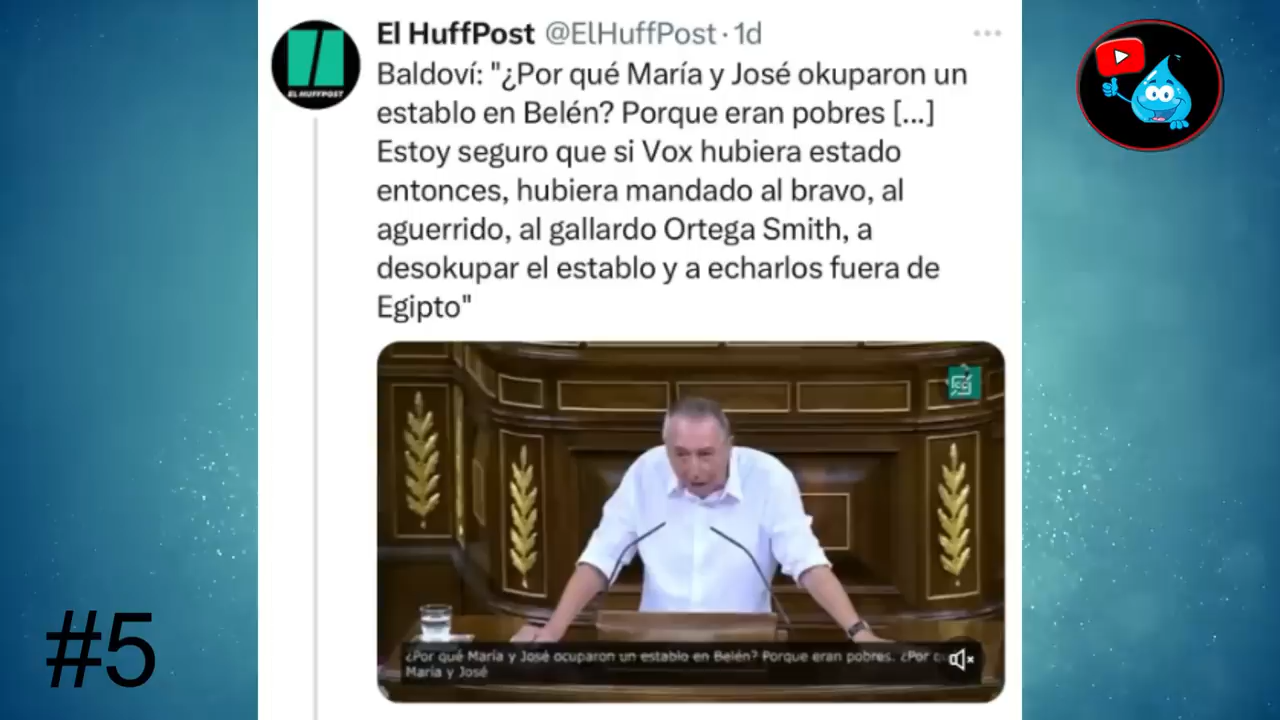 El HuffPost @ElHuffPost · 1d
Baldoví: "¿Por qué María y José okuparon un
establo en Belén? Porque eran pobres [...]
Estoy seguro que si Vox hubiera estado
entonces, hubiera mandado al bravo, al
aguerrido, al gallardo Ortega Smith, a
desokupar el establo y a echarlos fuera de
Egipto"
EL HUFFPOST
¿Por qué María y José ocuparon un establo en Belén? Porque eran pobres. ¿Por
María y José
#5